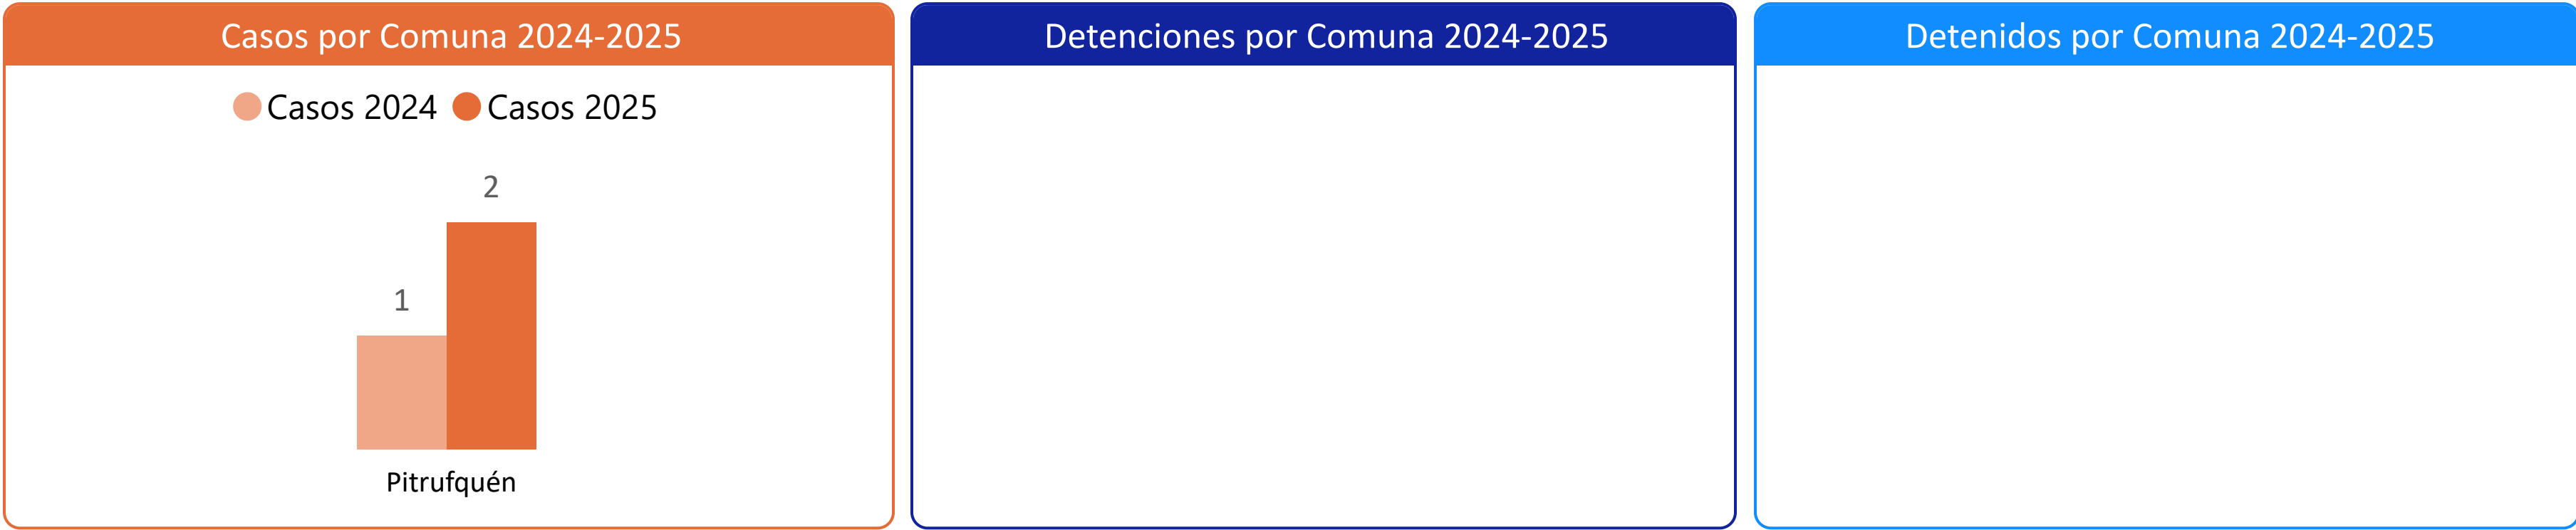 Casos por Comuna 2024-2025
Casos 2024 Casos 2025
2
1
Pitrufquén
Detenciones por Comuna 2024-2025
Detenidos por Comuna 2024-2025